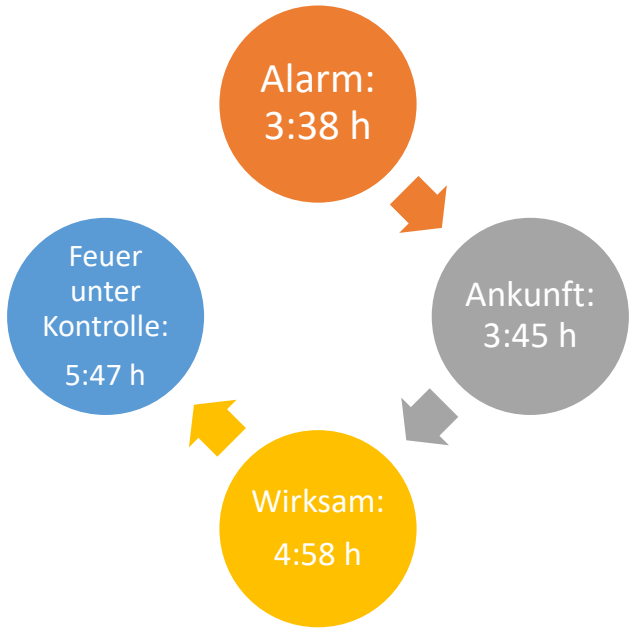 Alarm:
3:38 h
Ankunft:
3:45 h
Wirksam:
4:58 h
Feuer
unter
Kontrolle:
5:47 h